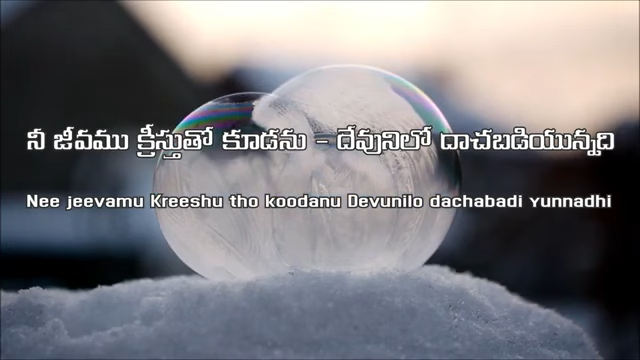 నీ జీవము క్రీస్తుతో కూడను - దేవునిలో దాచబడియున్నది
Nee jeevamu Kreeshu tho koodanu Devunilo dachabadi yunnadhi